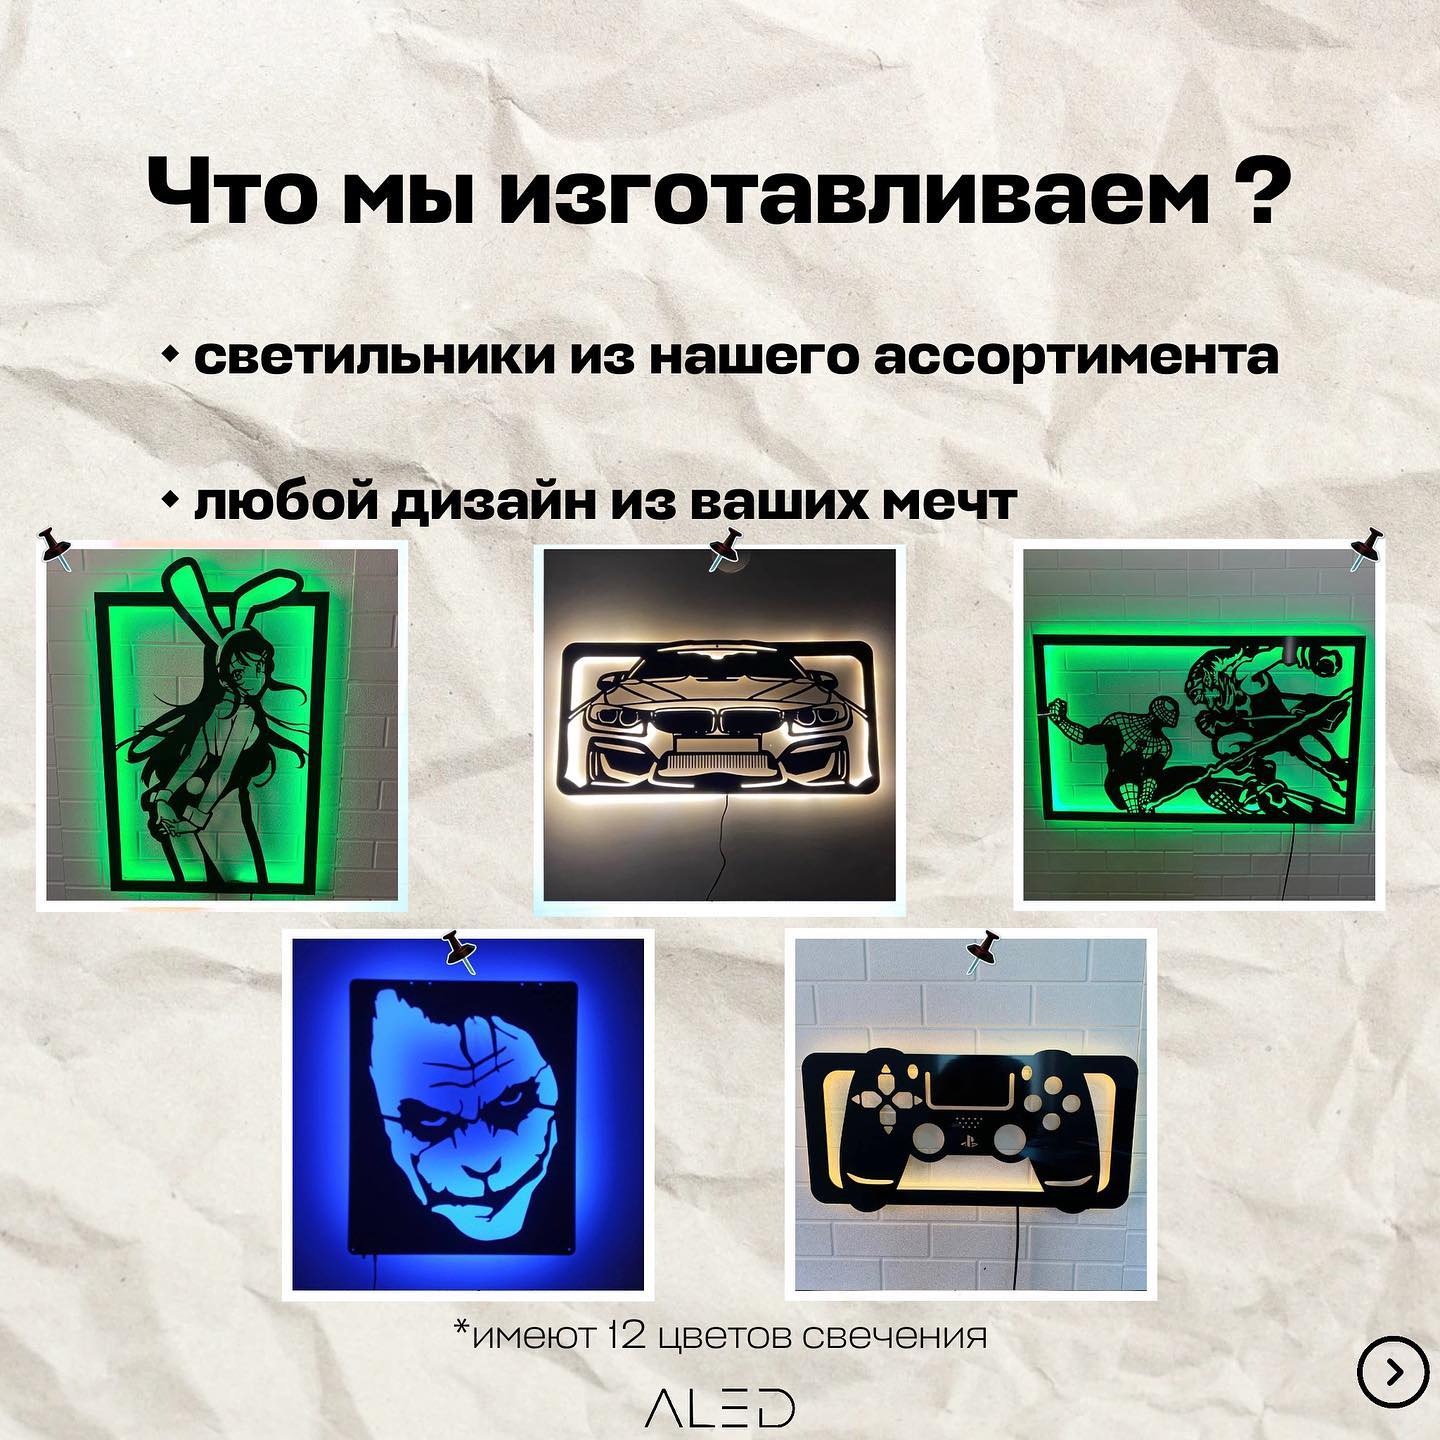 Что мы изготавливаем ?
светильники из нашего ассортимента
любой дизайн из ваших мечт
*имеют 12 цветов свечения
ALED